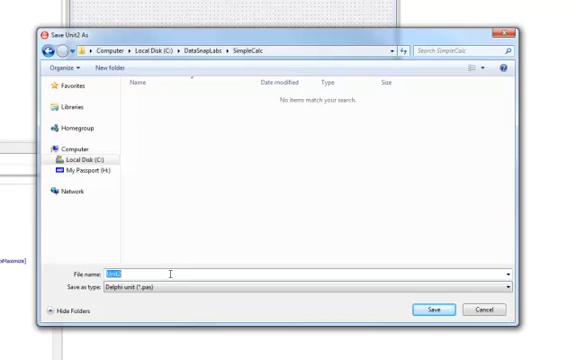 Save Unit2 As
Computer ▸ Local Disk (C:) ▸ DataSnapLabs ▸ SimpleCalc
Search SimpleCalc
Organize
New folder
Name
Date modified
Type
Size
Favorites
No items match your search.
Libraries
Homegroup
Computer
Local Disk (C:)
My Passport (H:)
Network
oMaximize]
File name: Unit2
Save as type: Delphi unit (*.pas)
Hide Folders
Save
Cancel